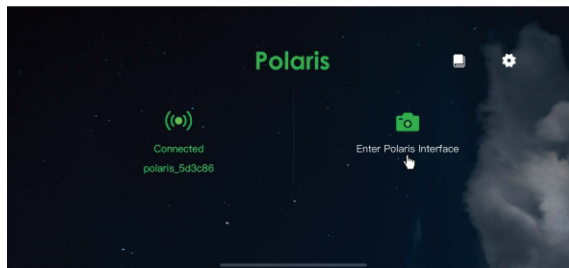 Polaris
Connected
polaris_5d3c86
Enter Polaris Interface